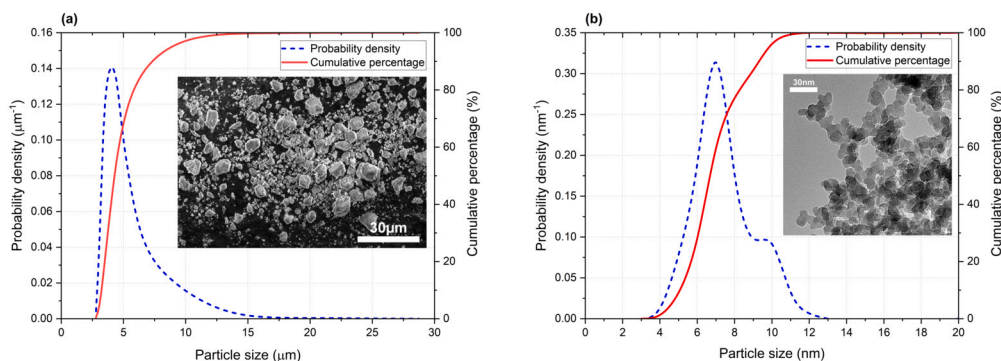 (a)
Probability density (μm⁻¹)
0.16
0.14
0.12
0.10
0.08
0.06
0.04
0.02
0.00
Probability density
Cumulative percentage
30μm
100
80
60
40
20
0
Cumulative percentage (%)
0 5 10 15 20 25 30
Particle size (μm)
(b)
Probability density (nm⁻¹)
0.35
0.30
0.25
0.20
0.15
0.10
0.05
0.00
Probability density
Cumulative percentage
30nm
100
80
60
40
20
0
Cumulative percentage (%)
0 2 4 6 8 10 12 14 16 18 20
Particle size (nm)